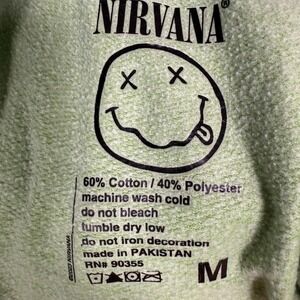 NIRVANA®
60% Cotton / 40% Polyester
machine wash cold
do not bleach
tumble dry low
do not iron decoration
made in PAKISTAN
RN# 90355
M